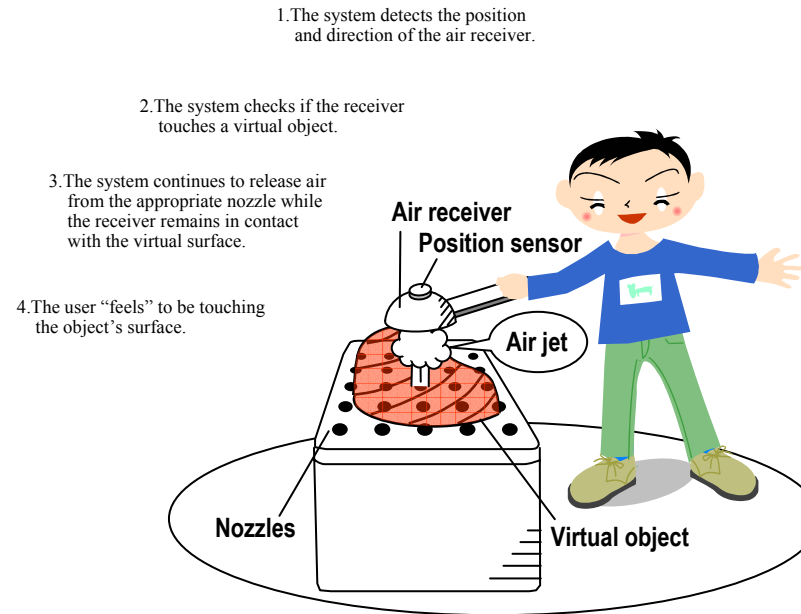 1.The system detects the position
and direction of the air receiver.
2.The system checks if the receiver
touches a virtual object.
3.The system continues to release air
from the appropriate nozzle while
the receiver remains in contact
with the virtual surface.
4.The user “feels” to be touching
the object’s surface.
Air receiver
Position sensor
Air jet
Nozzles
Virtual object